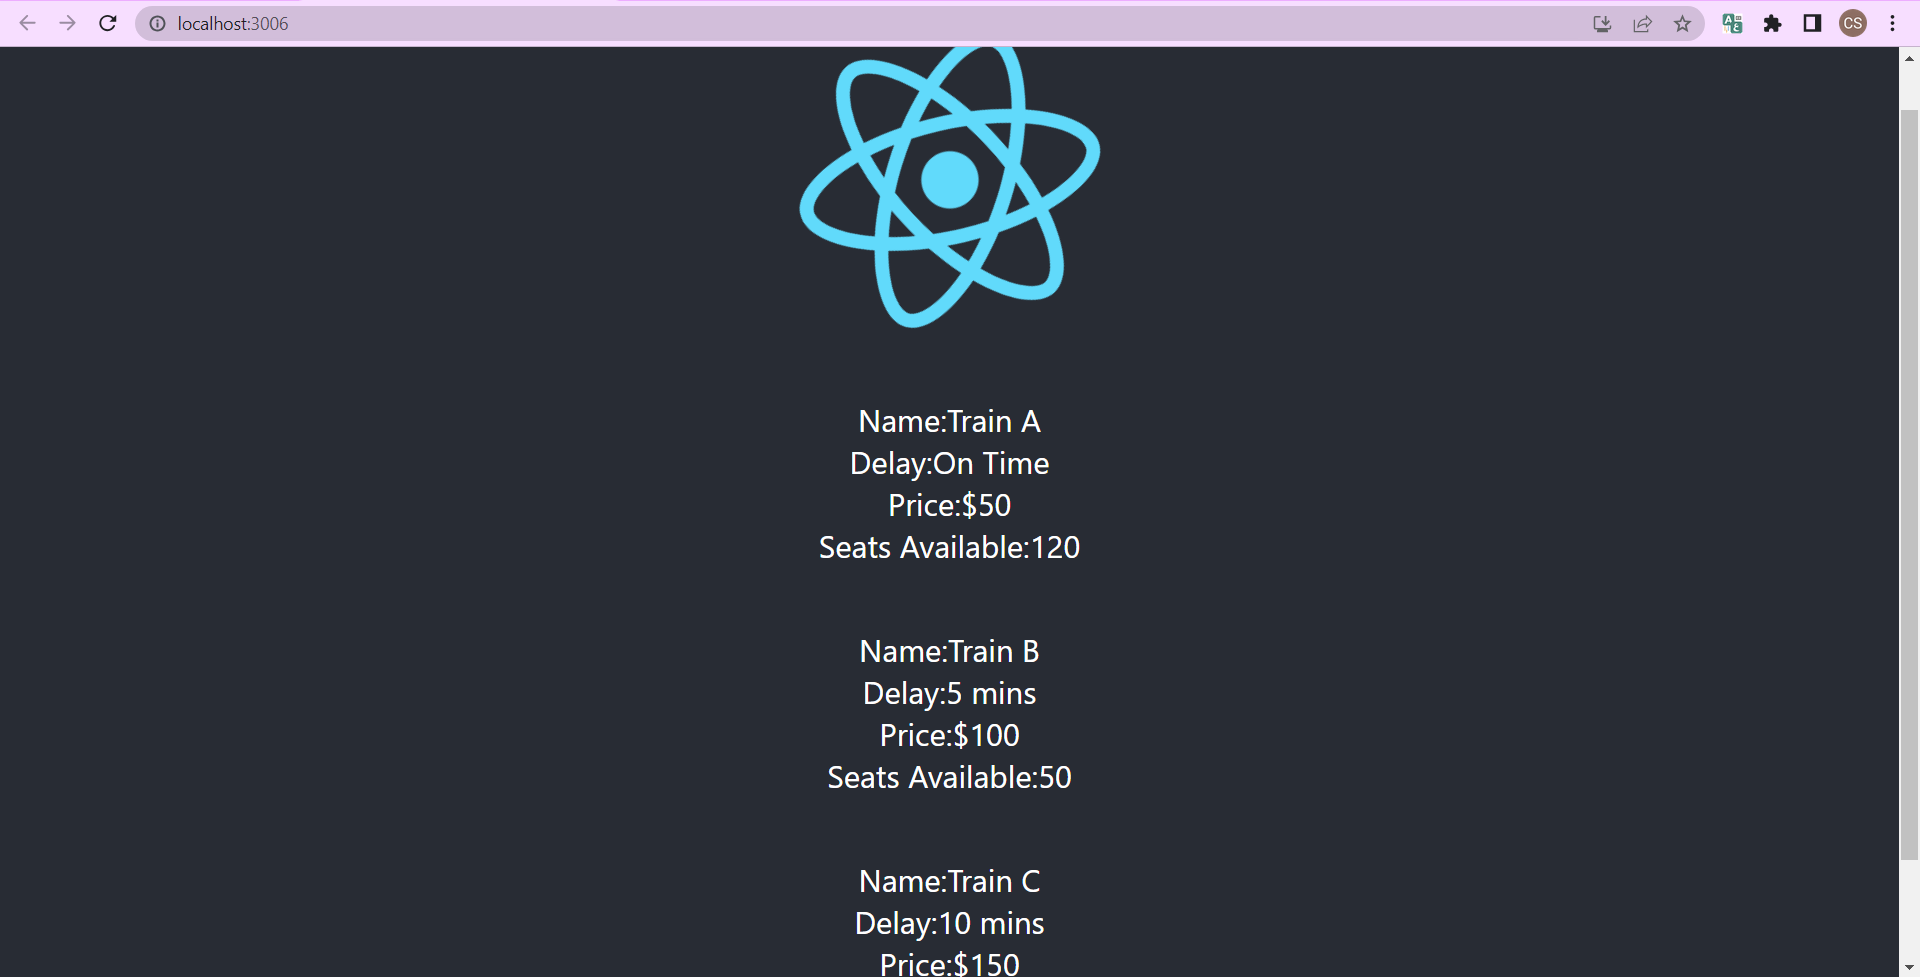 localhost:3006
CS
Name:Train A
Delay:On Time
Price:$50
Seats Available:120
Name:Train B
Delay:5 mins
Price:$100
Seats Available:50
Name:Train C
Delay:10 mins
Price:$150